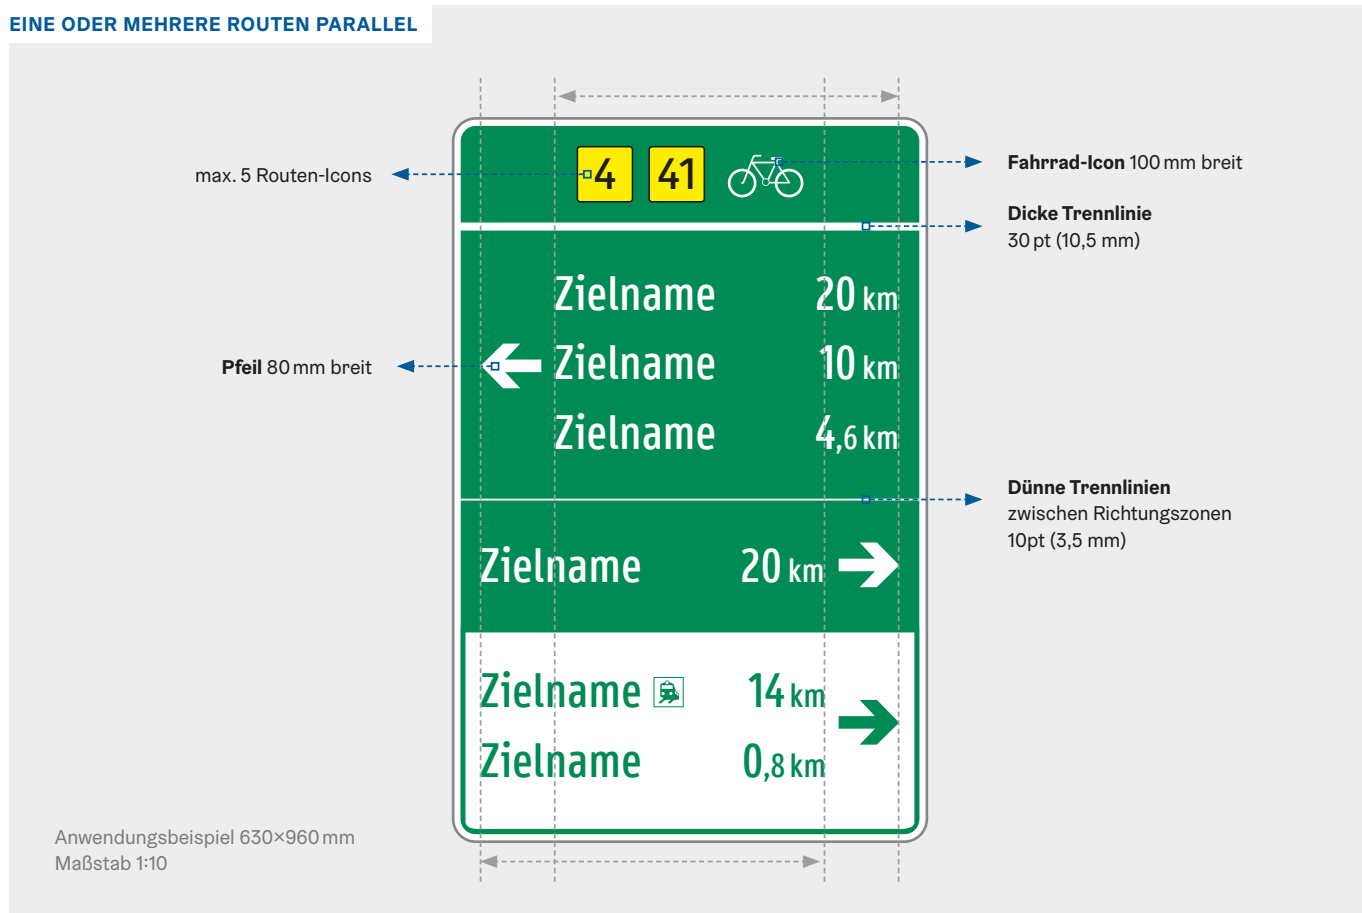 EINE ODER MEHRERE ROUTEN PARALLEL
max. 5 Routen-Icons
4 41
Fahrrad-Icon 100 mm breit
Dicke Trennlinie
30 pt (10,5 mm)
Zielname 20 km
Pfeil 80 mm breit
Zielname 10 km
Zielname 4,6 km
Dünne Trennlinien
zwischen Richtungszonen
10pt (3,5 mm)
Zielname 20 km
Zielname 14 km
Zielname 0,8 km
Anwendungsbeispiel 630×960 mm
Maßstab 1:10